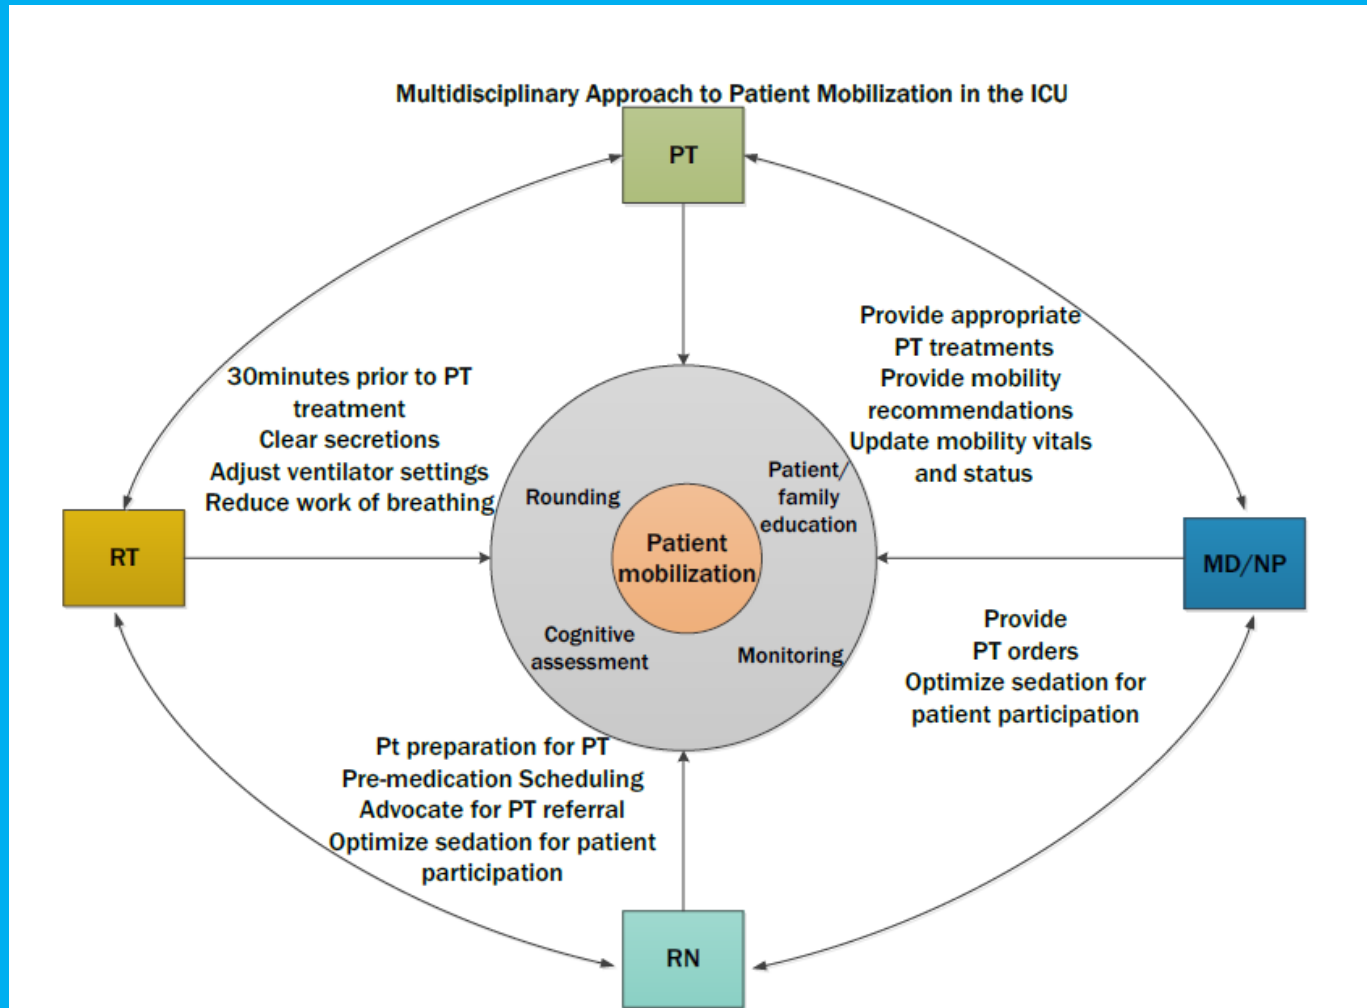 Multidisciplinary Approach to Patient Mobilization in the ICU
PT
Provide appropriate
PT treatments
Provide mobility
recommendations
Update mobility vitals
and status
30minutes prior to PT
treatment
Clear secretions
Adjust ventilator settings
Reduce work of breathing
Rounding
Patient/
family
education
Patient
mobilization
Cognitive
assessment
Monitoring
RT
MD/NP
Provide
PT orders
Optimize sedation for
patient participation
Pt preparation for PT
Pre-medication Scheduling
Advocate for PT referral
Optimize sedation for patient
participation
RN